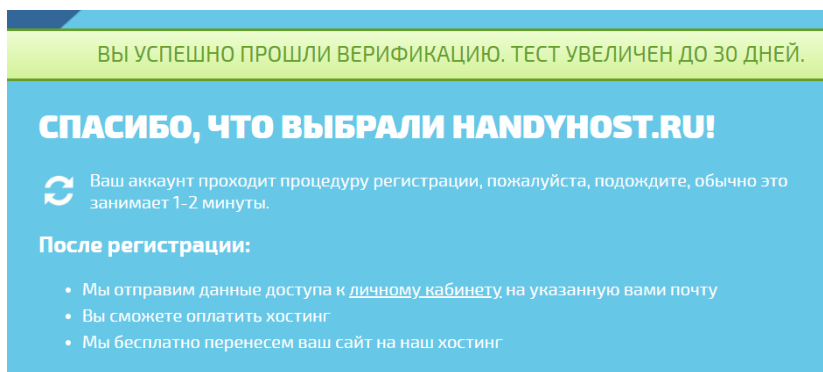 ВЫ УСПЕШНО ПРОШЛИ ВЕРИФИКАЦИЮ. ТЕСТ УВЕЛИЧЕН ДО 30 ДНЕЙ.
СПАСИБО, ЧТО ВЫБРАЛИ HANDYHOST.RU!
Ваш аккаунт проходит процедуру регистрации, пожалуйста, подождите, обычно это
занимает 1-2 минуты.
После регистрации:
• Мы отправим данные доступа к личному кабинету на указанную вами почту
• Вы сможете оплатить хостинг
• Мы бесплатно перенесем ваш сайт на наш хостинг